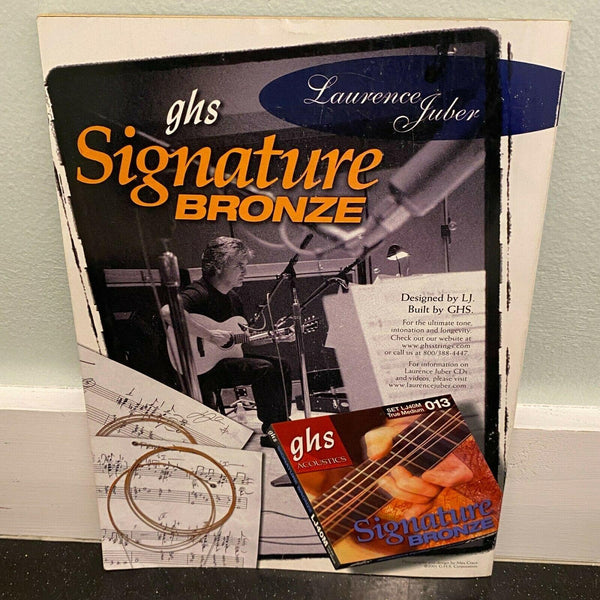 Laurence
Juber
ghs
Signature
BRONZE
Designed by LJ.
Built by GHS.
For the ultimate tone,
intonation and longevity.
Check out our website at
www.ghsstrings.com
or call us at 800/388-4447.
For information on
Laurence Juber CDs
and videos, please visit
www.laurencejuber.com
SET LJ40M 013
True Medium
ghs
ACOUSTICS
Signature
BRONZE